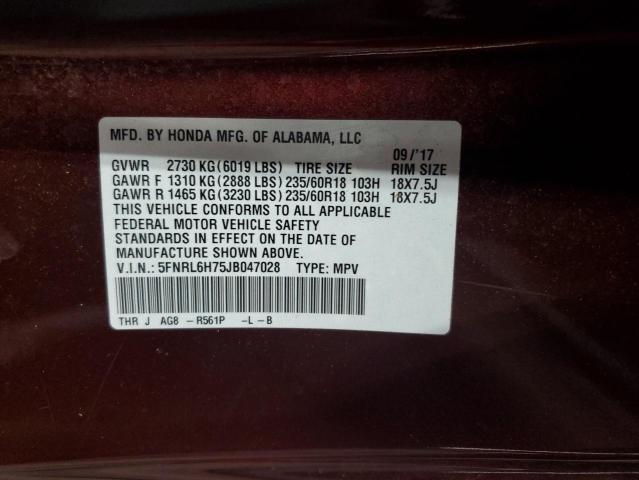 MFD. BY HONDA MFG. OF ALABAMA, LLC
09/'17
GVWR 2730 KG(6019 LBS) TIRE SIZE RIM SIZE
GAWR F 1310 KG(2888 LBS) 235/60R18 103H 18X7.5J
GAWR R 1465 KG(3230 LBS) 235/60R18 103H 18X7.5J
THIS VEHICLE CONFORMS TO ALL APPLICABLE
FEDERAL MOTOR VEHICLE SAFETY
STANDARDS IN EFFECT ON THE DATE OF
MANUFACTURE SHOWN ABOVE.
V.I.N.: 5FNRL6H75JB047028 TYPE: MPV
THR J AG8 – R561P –L –B